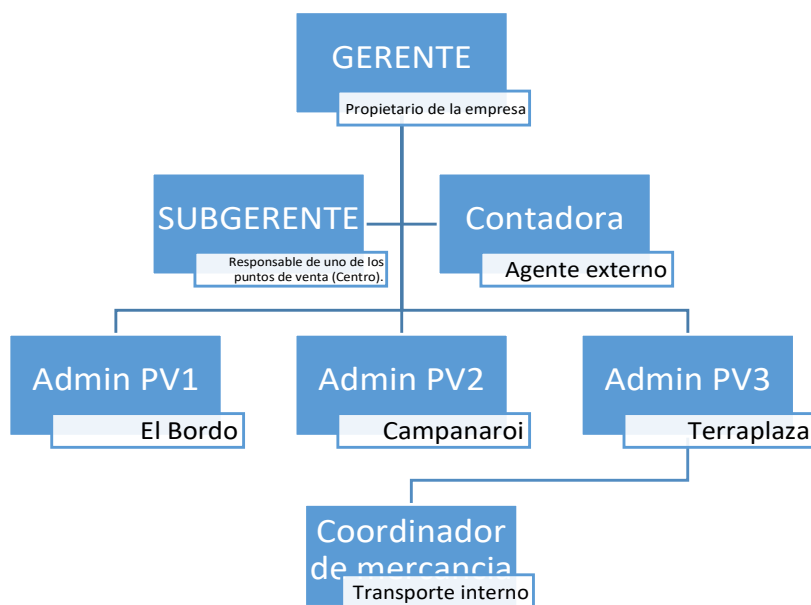 GERENTE
Propietario de la empresa
SUBGERENTE
Responsable de uno de los
puntos de venta (Centro).
Contadora
Agente externo
Admin PV1
El Bordo
Admin PV2
Campanaroi
Admin PV3
Terraplaza
Coordinador
de mercancia
Transporte interno